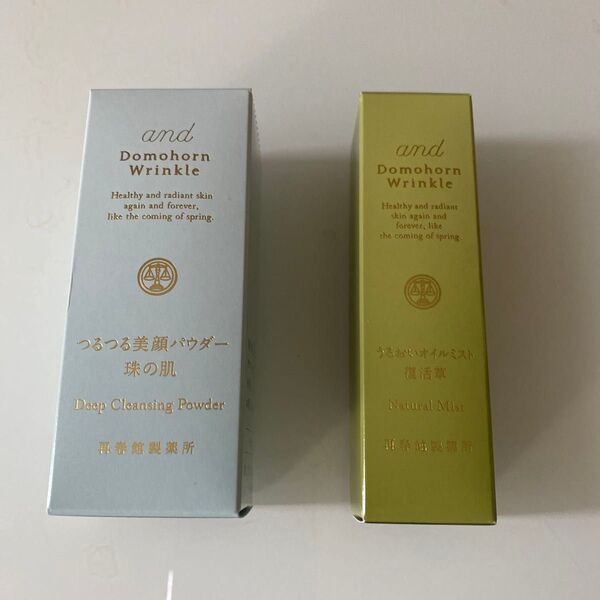 and
Domohorn
Wrinkle
Healthy and radiant skin
again and forever,
like the coming of spring.
つるつる美顔パウダー
珠の肌
Deep Cleansing Powder
再春館製薬所
and
Domohorn
Wrinkle
Healthy and radiant
skin again and
forever, like
the coming of spring.
うるおいオイルミスト
復活草
Natural Mist
再春館製薬所